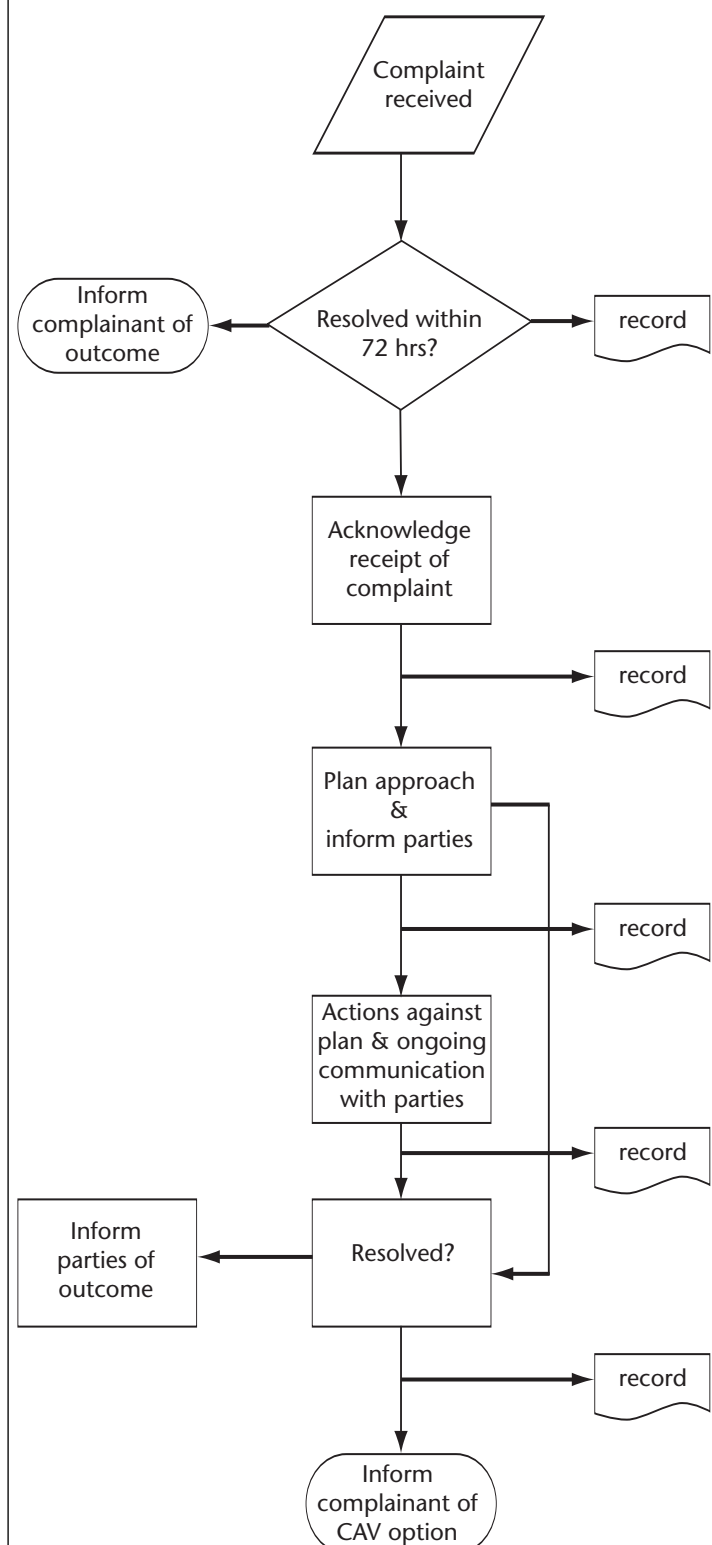 Complaint
received
Inform
complainant of
outcome
Resolved within
72 hrs?
record
Acknowledge
receipt of
complaint
record
Plan approach
&
inform parties
record
Actions against
plan & ongoing
communication
with parties
record
Inform
parties of
outcome
Resolved?
record
Inform
complainant of
CAV option